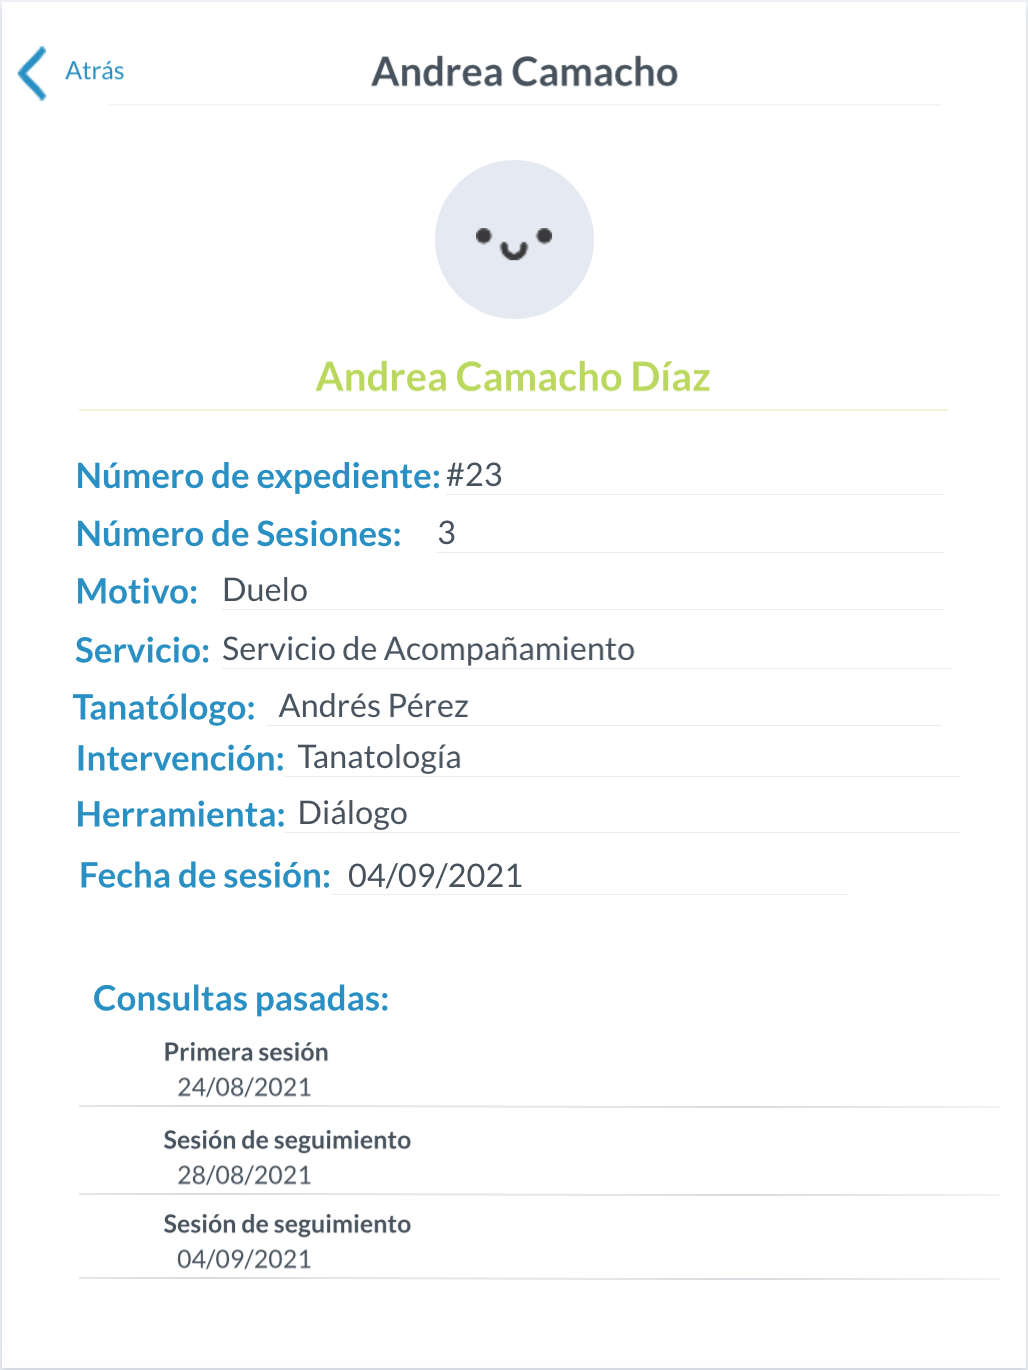 Atrás
Andrea Camacho
Andrea Camacho Díaz
Número de expediente: #23
Número de Sesiones: 3
Motivo: Duelo
Servicio: Servicio de Acompañamiento
Tanatólogo: Andrés Pérez
Intervención: Tanatología
Herramienta: Diálogo
Fecha de sesión: 04/09/2021
Consultas pasadas:
Primera sesión
24/08/2021
Sesión de seguimiento
28/08/2021
Sesión de seguimiento
04/09/2021